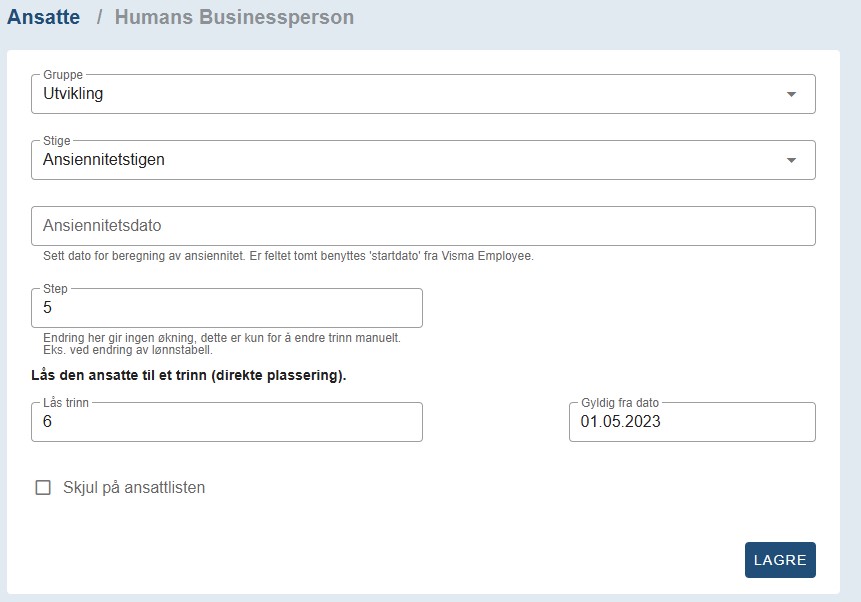 Ansatte / Humans Businessperson
Gruppe
Utvikling
Stige
Ansiennitetstigen
Ansiennitetsdato
Sett dato for beregning av ansiennitet. Er feltet tomt benyttes 'startdato' fra Visma Employee.
Step
5
Endring her gir ingen økning, dette er kun for å endre trinn manuelt.
Eks. ved endring av lønnstabell.
Lås den ansatte til et trinn (direkte plassering).
Lås trinn
6
Gyldig fra dato
01.05.2023
Skjul på ansattlisten
LAGRE